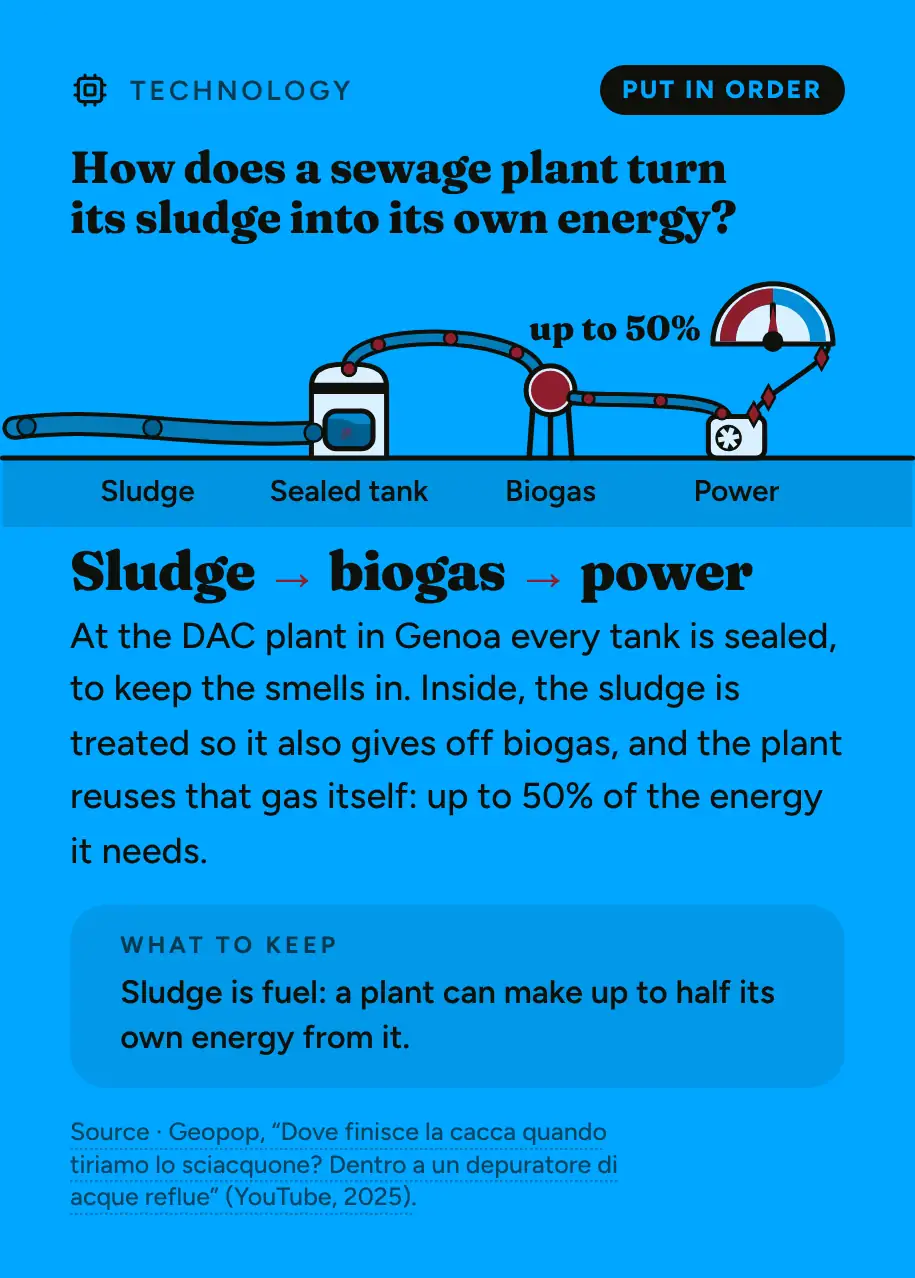 TECHNOLOGY
PUT IN ORDER
How does a sewage plant turn
its sludge into its own energy?
up to 50%
Sludge
Sealed tank
Biogas
Power
Sludge → biogas → power
At the DAC plant in Genoa every tank is sealed,
to keep the smells in. Inside, the sludge is
treated so it also gives off biogas, and the plant
reuses that gas itself: up to 50% of the energy
it needs.
WHAT TO KEEP
Sludge is fuel: a plant can make up to half its
own energy from it.
Source · Geopop, “Dove finisce la cacca quando
tiriamo lo sciacquone? Dentro a un depuratore di
acque reflue” (YouTube, 2025).